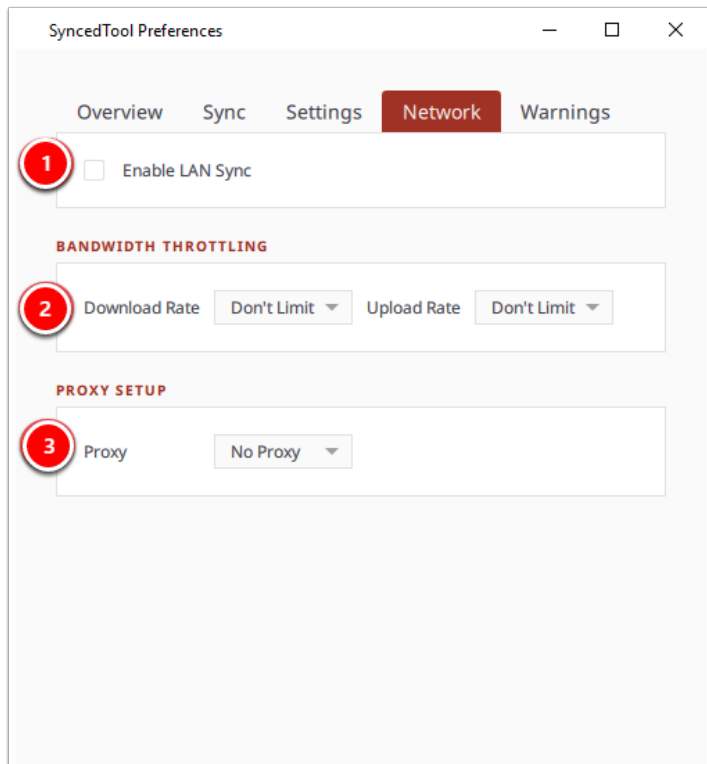 SyncedTool Preferences
Overview Sync Settings Network Warnings
1 Enable LAN Sync
BANDWIDTH THROTTLING
2 Download Rate Don't Limit Upload Rate Don't Limit
PROXY SETUP
3 Proxy No Proxy